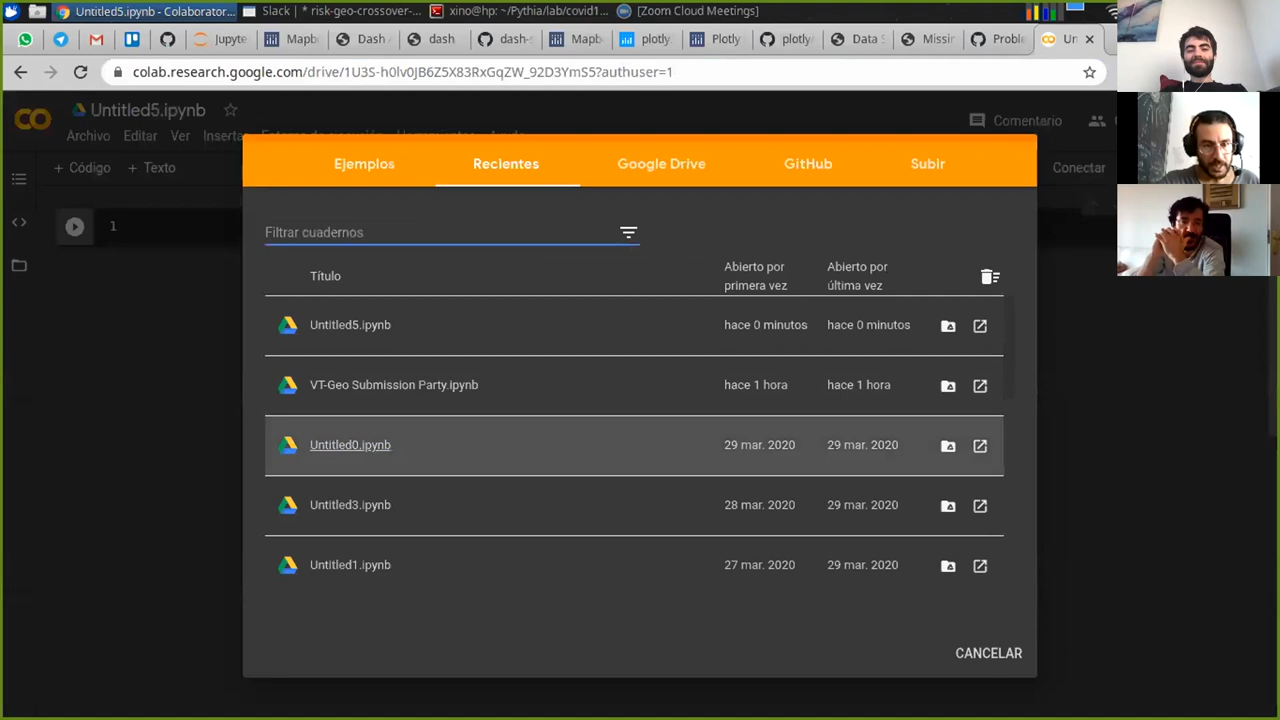 Untitled5.ipynb - Colaborator...
Slack | * risk-geo-crossover-...
xino@hp: ~/Pythia/lab/covid1...
[Zoom Cloud Meetings]
Jupyte
Mapb
Dash
dash
dash-s
Mapb
plotly.
Plotly
plotly/
Data S
Missin
Proble
Un
colab.research.google.com/drive/1U3S-h0lv0JB6Z5X83RxGqZW_92D3YmS5?authuser=1
Untitled5.ipynb
Comentario
Archivo Editar Ver Inserta
+ Código + Texto
Conectar
1
Ejemplos Recientes Google Drive GitHub Subir
Filtrar cuadernos
Título
Abierto por primera vez
Abierto por última vez
Untitled5.ipynb hace 0 minutos hace 0 minutos
VT-Geo Submission Party.ipynb hace 1 hora hace 1 hora
Untitled0.ipynb 29 mar. 2020 29 mar. 2020
Untitled3.ipynb 28 mar. 2020 29 mar. 2020
Untitled1.ipynb 27 mar. 2020 29 mar. 2020
CANCELAR